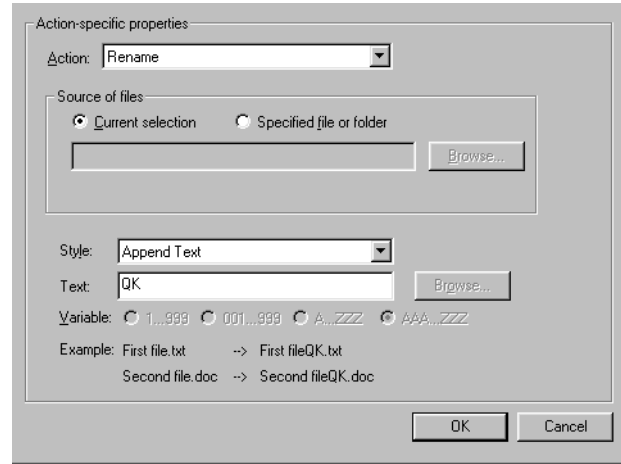 Action-specific properties
Action: Rename
Source of files
Current selection Specified file or folder
Browse...
Style: Append Text
Text: QK Browse...
Variable: 1...999 001...999 A...ZZZ AAA...ZZZ
Example: First file.txt --> First fileQK.txt
Second file.doc --> Second fileQK.doc
OK Cancel